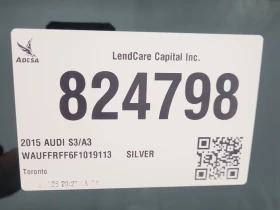 ADESA
LendCare Capital Inc.
824798
2015 AUDI S3/A3
WAUFFRFF6F1019113 SILVER
Toronto